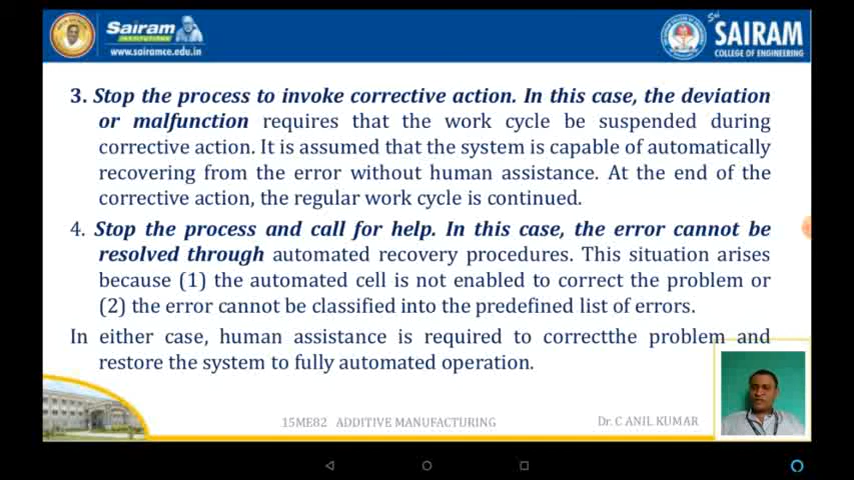 Sairam
INSTITUTIONS
www.sairamce.edu.in
Sri
SAIRAM
COLLEGE OF ENGINEERING
3. Stop the process to invoke corrective action. In this case, the deviation
or malfunction requires that the work cycle be suspended during
corrective action. It is assumed that the system is capable of automatically
recovering from the error without human assistance. At the end of the
corrective action, the regular work cycle is continued.
4. Stop the process and call for help. In this case, the error cannot be
resolved through automated recovery procedures. This situation arises
because (1) the automated cell is not enabled to correct the problem or
(2) the error cannot be classified into the predefined list of errors.
In either case, human assistance is required to correctthe problem and
restore the system to fully automated operation.
15ME82 ADDITIVE MANUFACTURING
Dr. C ANIL KUMAR